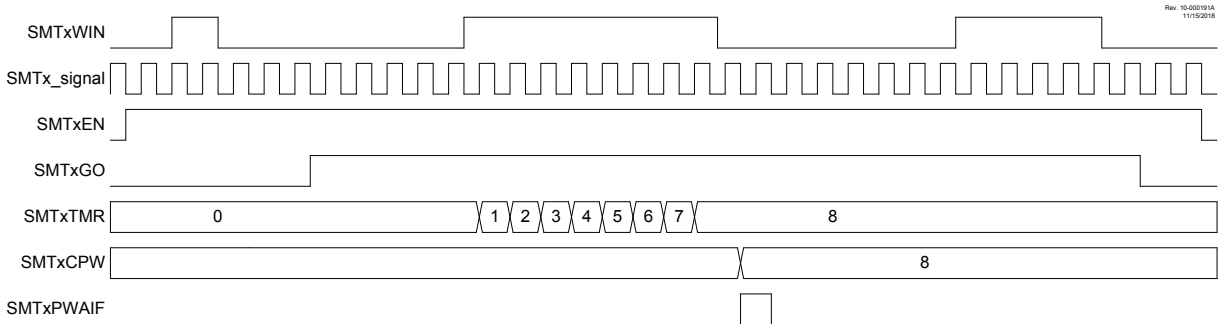 Rev. 10-000191A
11/15/2018
SMTxWIN
SMTx_signal
SMTxEN
SMTxGO
SMTxTMR 0 1 2 3 4 5 6 7 8
SMTxCPW 8
SMTxPWAIF